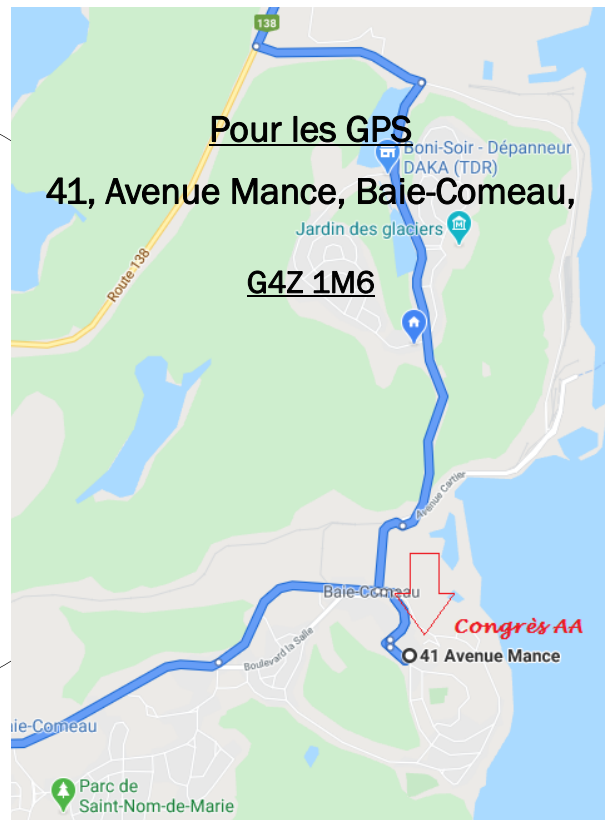 138
Pour les GPS
Boni-Soir - Dépanneur
DAKA (TDR)
41, Avenue Mance, Baie-Comeau,
Jardin des glaciers
Route 138
G4Z 1M6
Avenue Cartier
Baie-Comeau
Congrès AA
Boulevard la Salle
41 Avenue Mance
ie-Comeau
Parc de
Saint-Nom-de-Marie